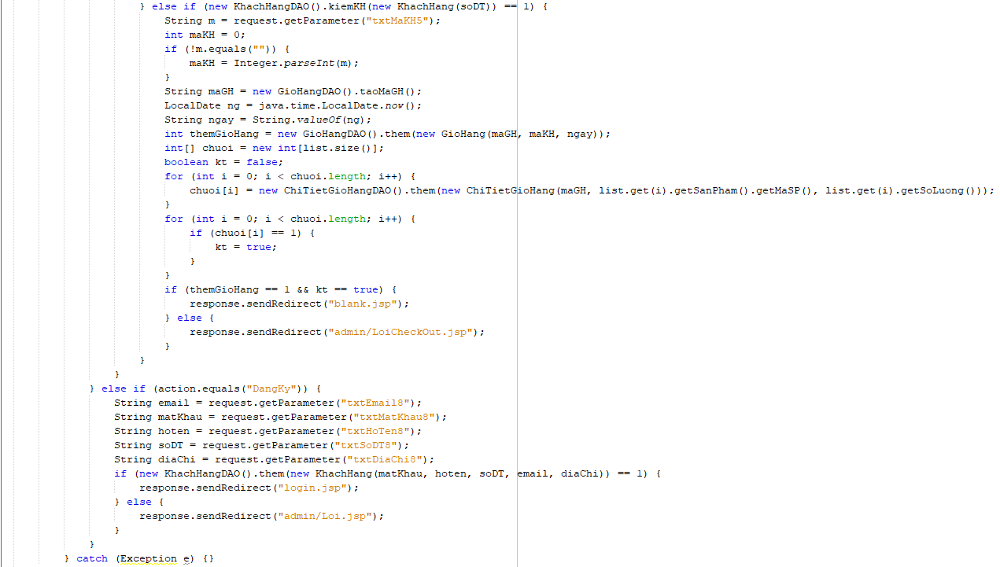 } else if (new KhachHangDAO().kiemKH(new KhachHang(soDT)) == 1) {
String m = request.getParameter("txtMaKH5");
int maKH = 0;
if (!m.equals("")) {
maKH = Integer.parseInt(m);
}
String maGH = new GioHangDAO().taoMaGH();
LocalDate ng = java.time.LocalDate.now();
String ngay = String.valueOf(ng);
int themGioHang = new GioHangDAO().them(new GioHang(maGH, maKH, ngay));
int[] chuoi = new int[list.size()];
boolean kt = false;
for (int i = 0; i < chuoi.length; i++) {
chuoi[i] = new ChiTietGioHangDAO().them(new ChiTietGioHang(maGH, list.get(i).getSanPham().getMaSP(), list.get(i).getSoLuong()));
}
for (int i = 0; i < chuoi.length; i++) {
if (chuoi[i] == 1) {
kt = true;
}
}
if (themGioHang == 1 && kt == true) {
response.sendRedirect("blank.jsp");
} else {
response.sendRedirect("admin/LoiCheckOut.jsp");
}
}
}
} else if (action.equals("DangKy")) {
String email = request.getParameter("txtEmail8");
String matKhau = request.getParameter("txtMatKhau8");
String hoten = request.getParameter("txtHoTen8");
String soDT = request.getParameter("txtSoDT8");
String diaChi = request.getParameter("txtDiaChi8");
if (new KhachHangDAO().them(new KhachHang(matKhau, hoten, soDT, email, diaChi)) == 1) {
response.sendRedirect("login.jsp");
} else {
response.sendRedirect("admin/Loi.jsp");
}
}
} catch (Exception e) {}